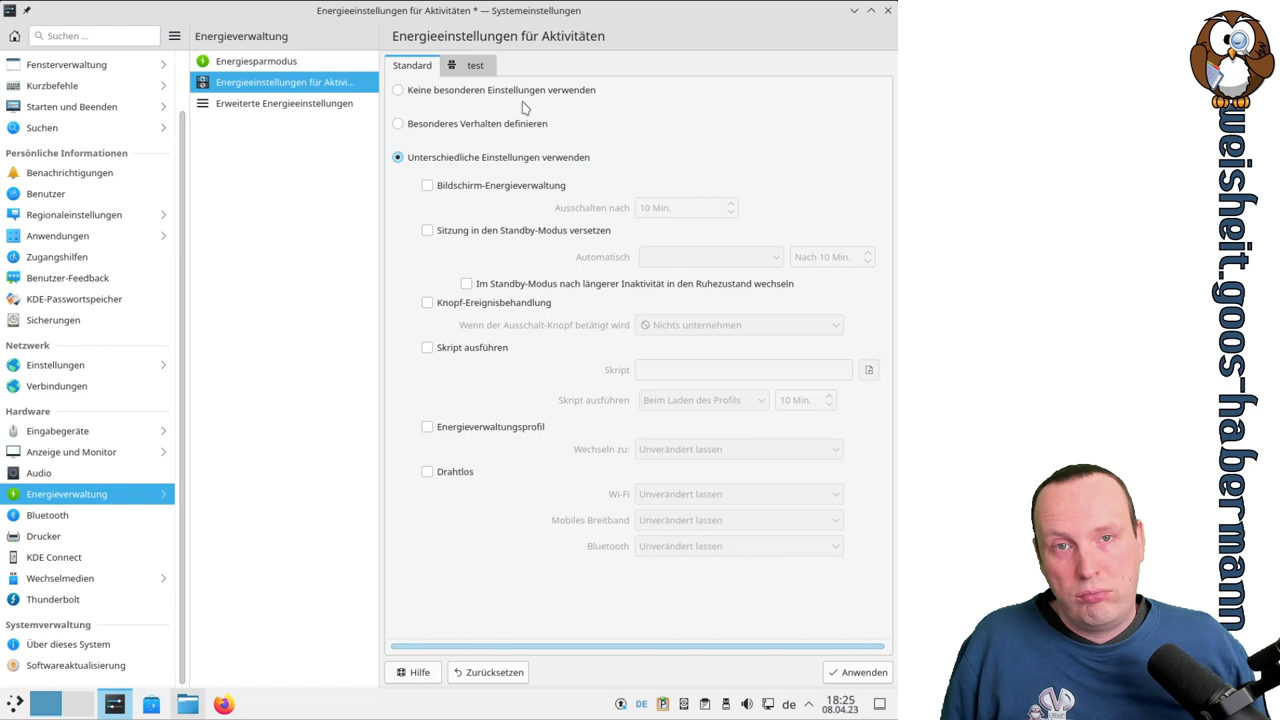 Energieeinstellungen für Aktivitäten * — Systemeinstellungen
Suchen ...
Energieverwaltung
Energieeinstellungen für Aktivitäten
Fensterverwaltung
Kurzbefehle
Starten und Beenden
Suchen
Persönliche Informationen
Benachrichtigungen
Benutzer
Regionaleinstellungen
Anwendungen
Zugangshilfen
Benutzer-Feedback
KDE-Passwortspeicher
Sicherungen
Netzwerk
Einstellungen
Verbindungen
Hardware
Eingabegeräte
Anzeige und Monitor
Audio
Energieverwaltung
Bluetooth
Drucker
KDE Connect
Wechselmedien
Thunderbolt
Systemverwaltung
Über dieses System
Softwareaktualisierung
Energiesparmodus
Energieeinstellungen für Aktivi...
Erweiterte Energieeinstellungen
Standard
test
Keine besonderen Einstellungen verwenden
Besonderes Verhalten definieren
Unterschiedliche Einstellungen verwenden
Bildschirm-Energieverwaltung
Ausschalten nach 10 Min.
Sitzung in den Standby-Modus versetzen
Automatisch Nach 10 Min.
Im Standby-Modus nach längerer Inaktivität in den Ruhezustand wechseln
Knopf-Ereignisbehandlung
Wenn der Ausschalt-Knopf betätigt wird Nichts unternehmen
Skript ausführen
Skript
Skript ausführen Beim Laden des Profils 10 Min.
Energieverwaltungsprofil
Wechseln zu: Unverändert lassen
Drahtlos
Wi-Fi Unverändert lassen
Mobiles Breitband Unverändert lassen
Bluetooth Unverändert lassen
Hilfe
Zurücksetzen
Anwenden
DE
de
18:25
08.04.23
weisheit.goos-habermann